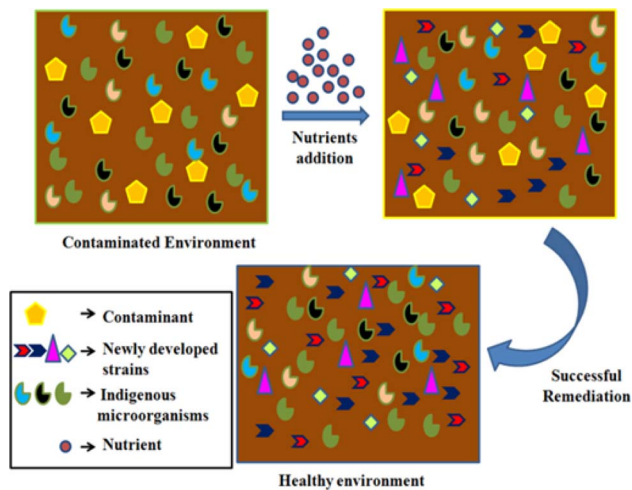 Nutrients
addition
Contaminated Environment
Contaminant
Newly developed
strains
Indigenous
microorganisms
Nutrient
Successful
Remediation
Healthy environment